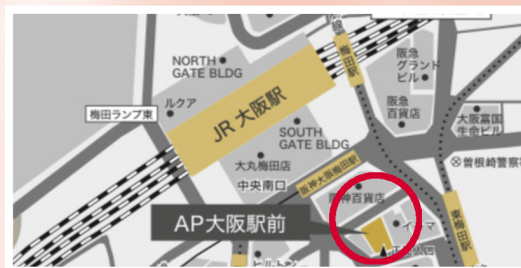 NORTH
GATE BLDG
ルクア
梅田ランプ東
JR 大阪駅
SOUTH
GATE BLDG
大丸梅田店
中央南口
梅田駅
阪急
グランド
ビル
阪急
百貨店
大阪富国
生命ビル
曽根崎警察
阪神大阪梅田駅
阪神百貨店
東梅田駅
AP大阪駅前